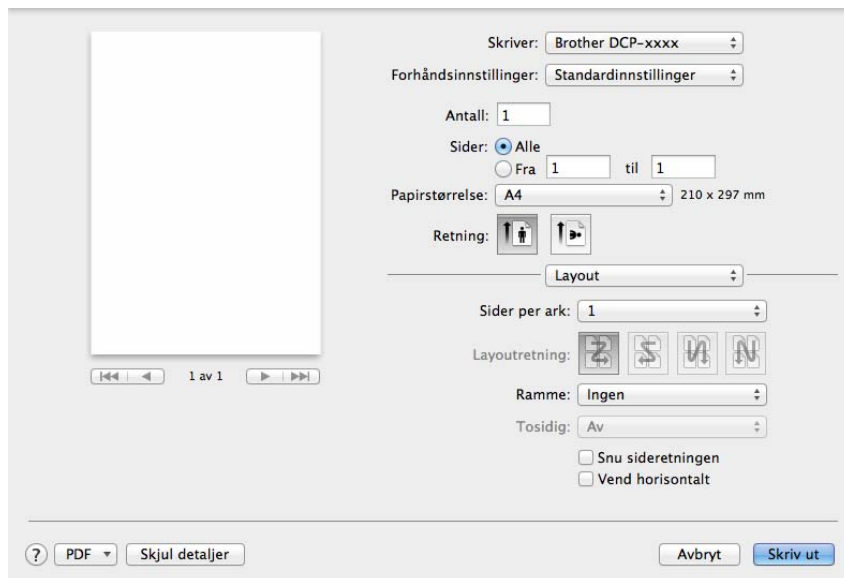 Skriver: Brother DCP-xxxx
Forhåndsinnstillinger: Standardinnstillinger
Antall: 1
Sider: Alle
Fra 1 til 1
Papirstørrelse: A4 210 x 297 mm
Retning:
Layout
Sider per ark: 1
Layoutretning:
1 av 1
Ramme: Ingen
Tosidig: Av
Snu sideretningen
Vend horisontalt
? PDF Skjul detaljer Avbryt Skriv ut